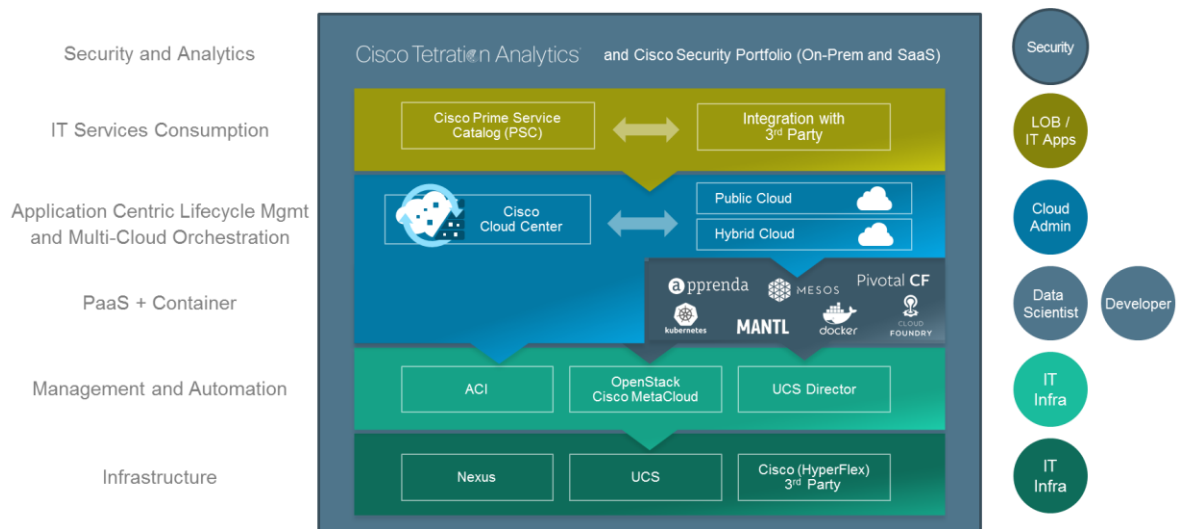 Security and Analytics
Cisco Tetration Analytics and Cisco Security Portfolio (On-Prem and SaaS)
Security
IT Services Consumption
Cisco Prime Service
Catalog (PSC)
Integration with
3rd Party
LOB /
IT Apps
Application Centric Lifecycle Mgmt
and Multi-Cloud Orchestration
Cisco
Cloud Center
Public Cloud
Hybrid Cloud
Cloud
Admin
PaaS + Container
apprenda
MESOS
Pivotal CF
kubernetes
MANTL
docker
CLOUD
FOUNDRY
Data
Scientist
Developer
Management and Automation
ACI
OpenStack
Cisco MetaCloud
UCS Director
IT
Infra
Infrastructure
Nexus
UCS
Cisco (HyperFlex)
3rd Party
IT
Infra